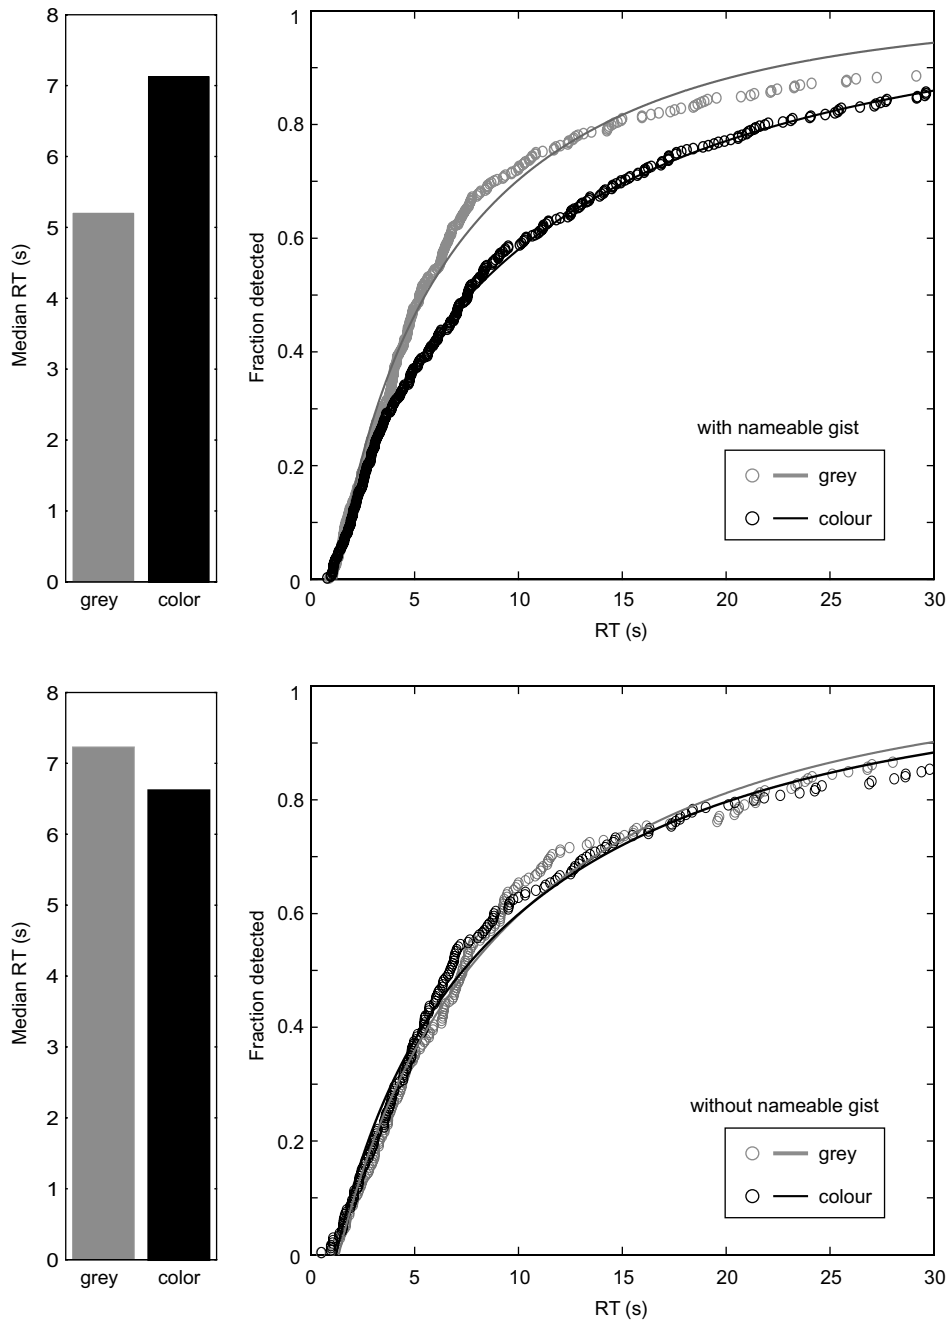 8
7
6
5
4
3
2
1
0
Median RT (s)
grey color
1
0.8
0.6
0.4
0.2
0
Fraction detected
with nameable gist
grey
colour
0 5 10 15 20 25 30
RT (s)
8
7
6
5
4
3
2
1
0
Median RT (s)
grey color
1
0.8
0.6
0.4
0.2
0
Fraction detected
without nameable gist
grey
colour
0 5 10 15 20 25 30
RT (s)